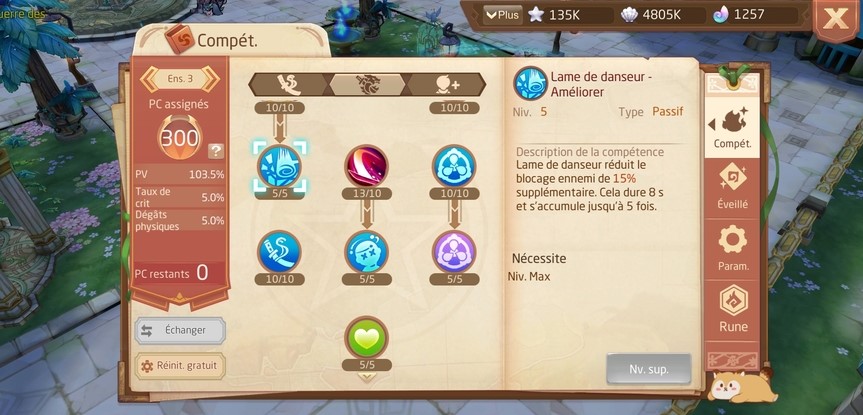 uerre des
Plus
135K
4805K
1257
Compét.
Ens. 3
PC assignés
300
?
PV 103.5%
Taux de
crit 5.0%
Dégâts
physiques 5.0%
PC restants 0
Échanger
Réinit. gratuit
10/10
10/10
5/5
13/10
10/10
10/10
5/5
5/5
5/5
Lame de danseur -
Améliorer
Niv. 5
Type Passif
Description de la compétence
Lame de danseur réduit le
blocage ennemi de 15%
supplémentaire. Cela dure 8 s
et s'accumule jusqu'à 5 fois.
Nécessite
Niv. Max
Nv. sup.
Compét.
Éveillé
Param.
Rune